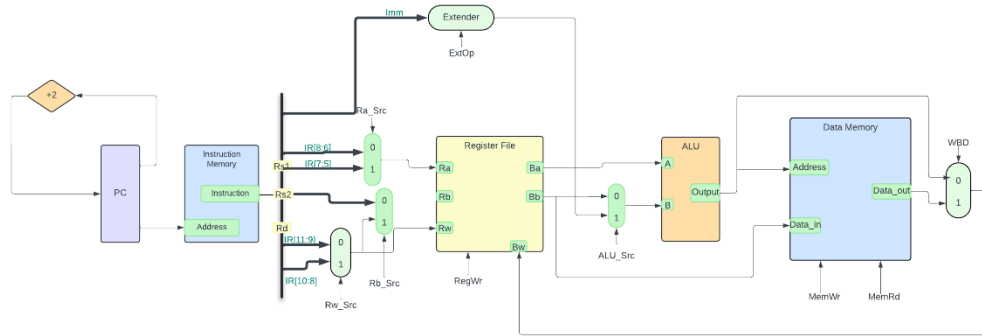 Imm
Extender
ExtOp
+2
PC
Instruction
Memory
Instruction
Address
Rs1
Rs2
Rd
IR[8:6]
IR[7:5]
IR[11:9]
IR[10:8]
Ra_Src
0
1
0
1
Rb_Src
0
1
Rw_Src
Register File
Ra
Rb
Rw
Ba
Bb
Bw
RegWr
0
1
ALU_Src
ALU
A
B
Output
Data Memory
Address
Data_in
Data_out
MemWr
MemRd
WBD
0
1